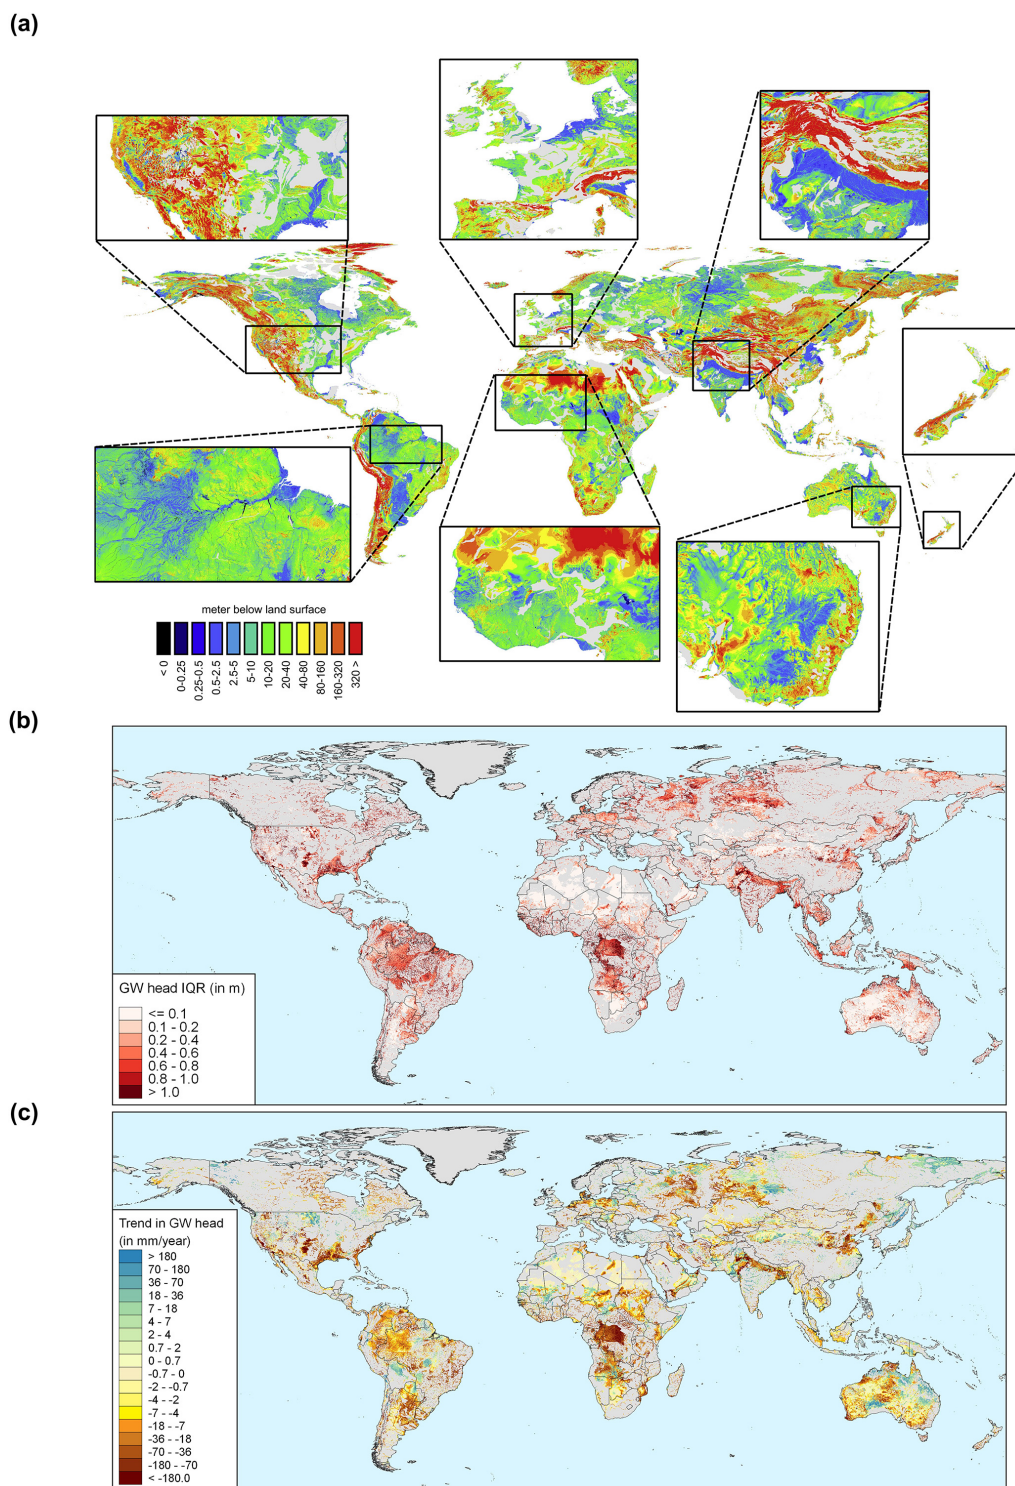 (a)
meter below land surface
< 0
0-0.25
0.25-0.5
0.5-2.5
2.5-5
5-10
10-20
20-40
40-80
80-160
160-320
320 >
(b)
GW head IQR (in m)
<= 0.1
0.1 - 0.2
0.2 - 0.4
0.4 - 0.6
0.6 - 0.8
0.8 - 1.0
> 1.0
(c)
Trend in GW head
(in mm/year)
> 180
70 - 180
36 - 70
18 - 36
7 - 18
4 - 7
2 - 4
0.7 - 2
0 - 0.7
-0.7 - 0
-2 - -0.7
-4 - -2
-7 - -4
-18 - -7
-36 - -18
-70 - -36
-180 - -70
< -180.0